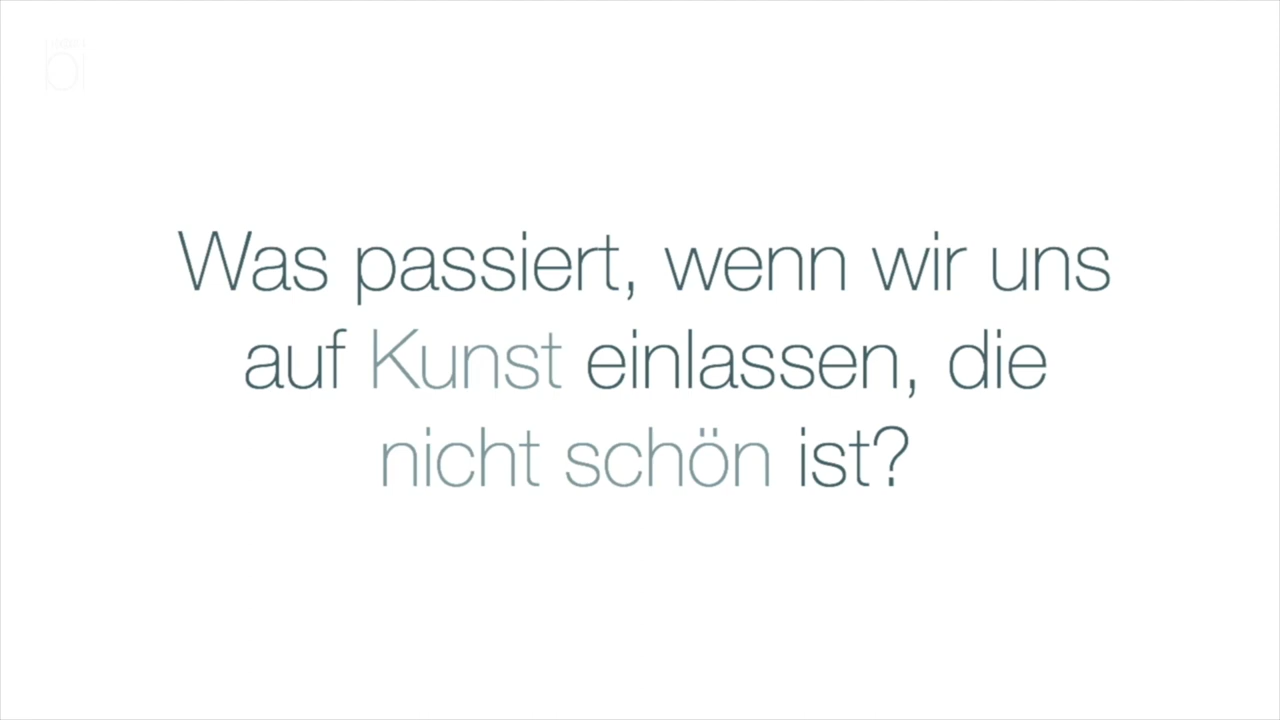 Was passiert, wenn wir uns
auf Kunst einlassen, die
nicht schön ist?